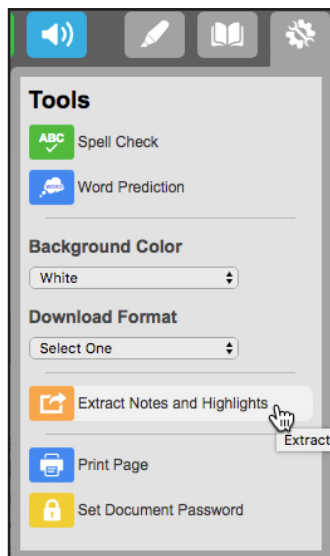 Tools
ABC
Spell Check
WORD
Word Prediction
Background Color
White
Download Format
Select One
Extract Notes and Highlights
Extract
Print Page
Set Document Password